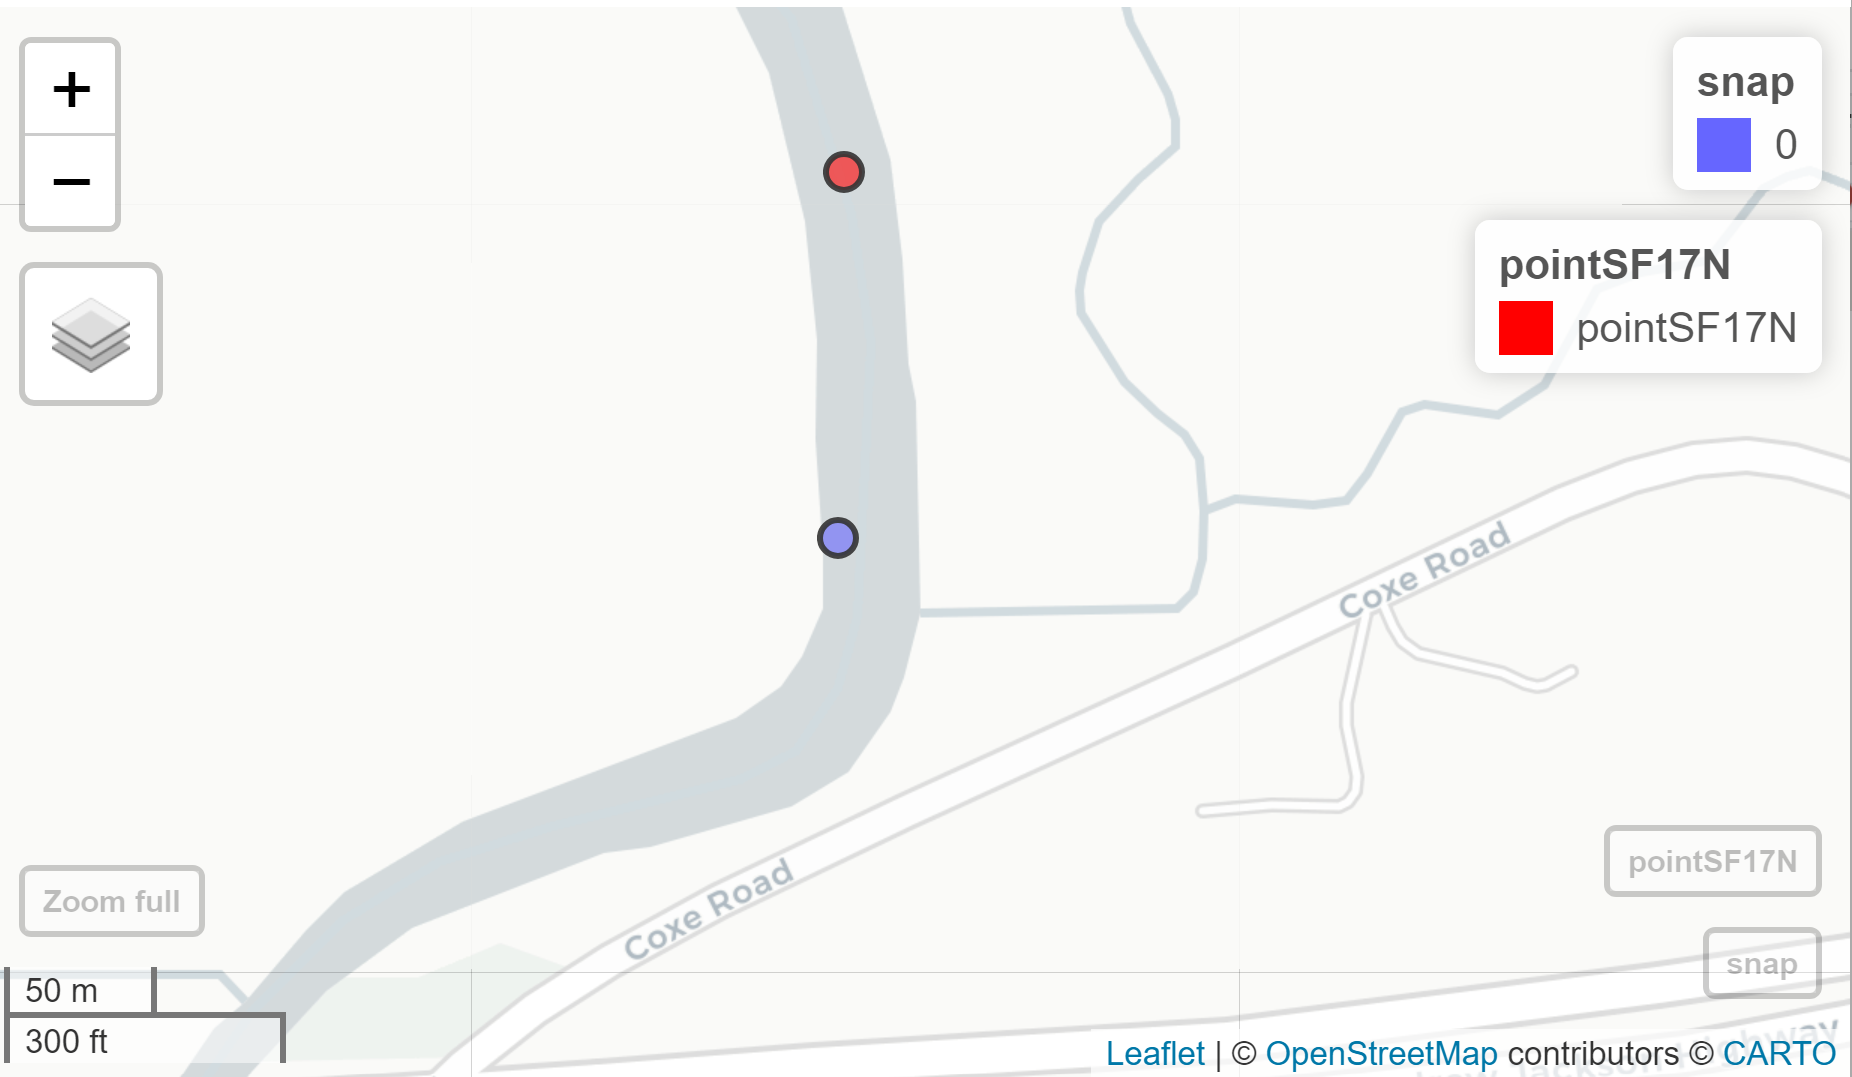 +
−
snap
0
pointSF17N
pointSF17N
Coxe Road
Coxe Road
pointSF17N
Zoom full
snap
50 m
300 ft
Leaflet | © OpenStreetMap contributors © CARTO